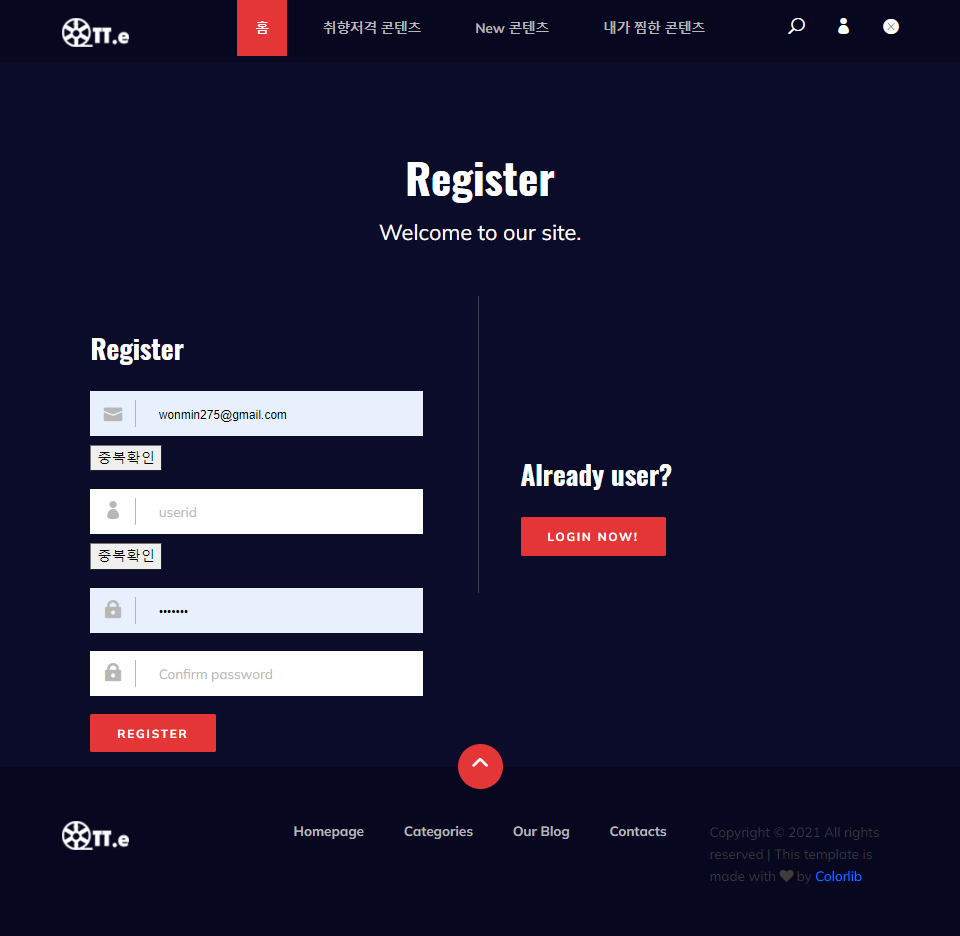 TT.e
홈
취향저격 콘텐츠
New 콘텐츠
내가 찜한 콘텐츠
Register
Welcome to our site.
Register
wonmin275@gmail.com
중복확인
userid
중복확인
•••••••
Confirm password
REGISTER
Already user?
LOGIN NOW!
TT.e
Homepage
Categories
Our Blog
Contacts
Copyright © 2021 All rights
reserved | This template is
made with ♥ by Colorlib